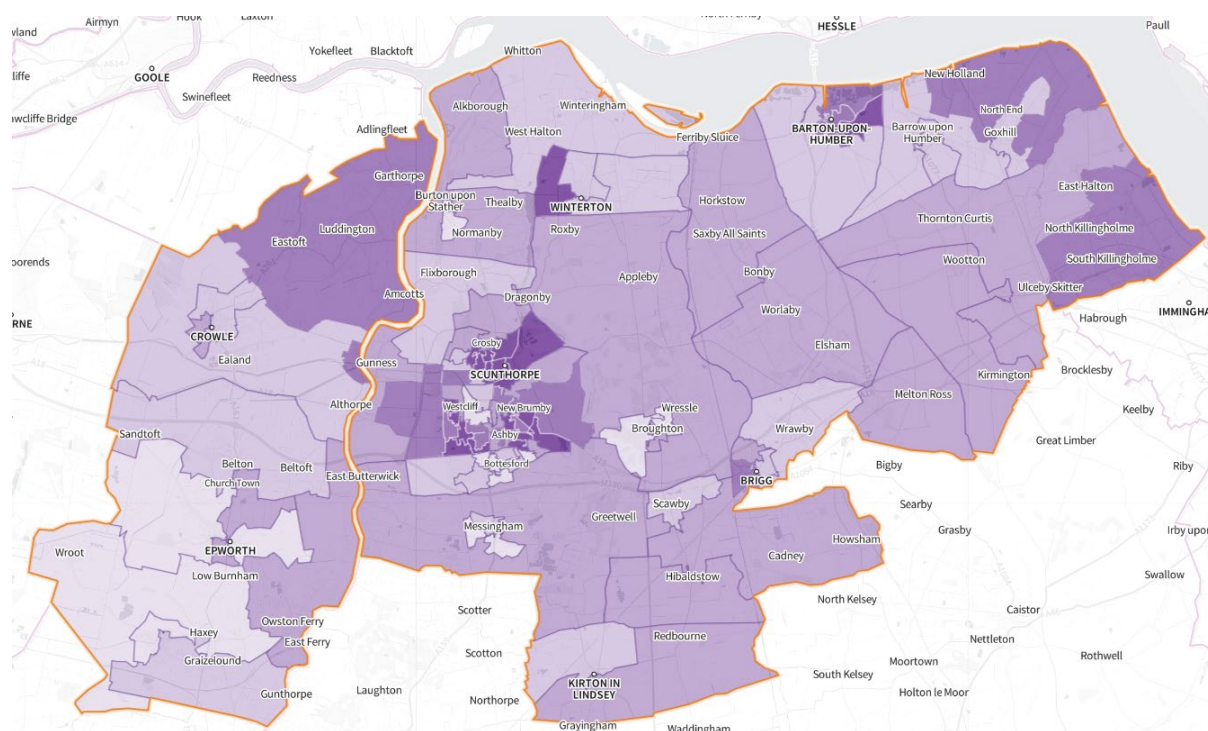 Airmyn
Hook
Laxton
North Ferriby
HESSLE
Paull
Yokefleet
Blacktoft
Whitton
GOOLE
Reedness
Swinefleet
New Holland
Alkborough
Winteringham
North End
Adlingfleet
West Halton
Ferriby Sluice
BARTON-UPON-
HUMBER
Barrow upon
Humber
Goxhill
Garthorpe
East Halton
Burton upon
Stather
Thealby
WINTERTON
Horkstow
Thornton Curtis
Luddington
Normanby
Roxby
Saxby All Saints
North Killingholme
Eastoft
Wootton
South Killingholme
Flixborough
Appleby
Bonby
Amcotts
Dragonby
Worlaby
Ulceby Skitter
Habrough
CROWLE
Crosby
Elsham
Ealand
Gunness
SCUNTHORPE
Kirmington
Brocklesby
Althorpe
Westcliff
New Brumby
Wressle
Melton Ross
Keelby
Sandtoft
Ashby
Broughton
Wrawby
Great Limber
Belton
Beltoft
Bottesford
Bigby
Riby
Church Town
East Butterwick
BRIGG
Scawby
Searby
Messingham
Greetwell
Grasby
Irby upon
Wroot
EPWORTH
Howsham
Cadney
Low Burnham
Hibaldstow
Swallow
North Kelsey
Scotter
Caistor
Owston Ferry
Haxey
Redbourne
East Ferry
Nettleton
Graizelound
Scotton
Moortown
Rothwell
South Kelsey
KIRTON IN
LINDSEY
Gunthorpe
Laughton
Northorpe
Holton le Moor
Grayingham
Waddingham